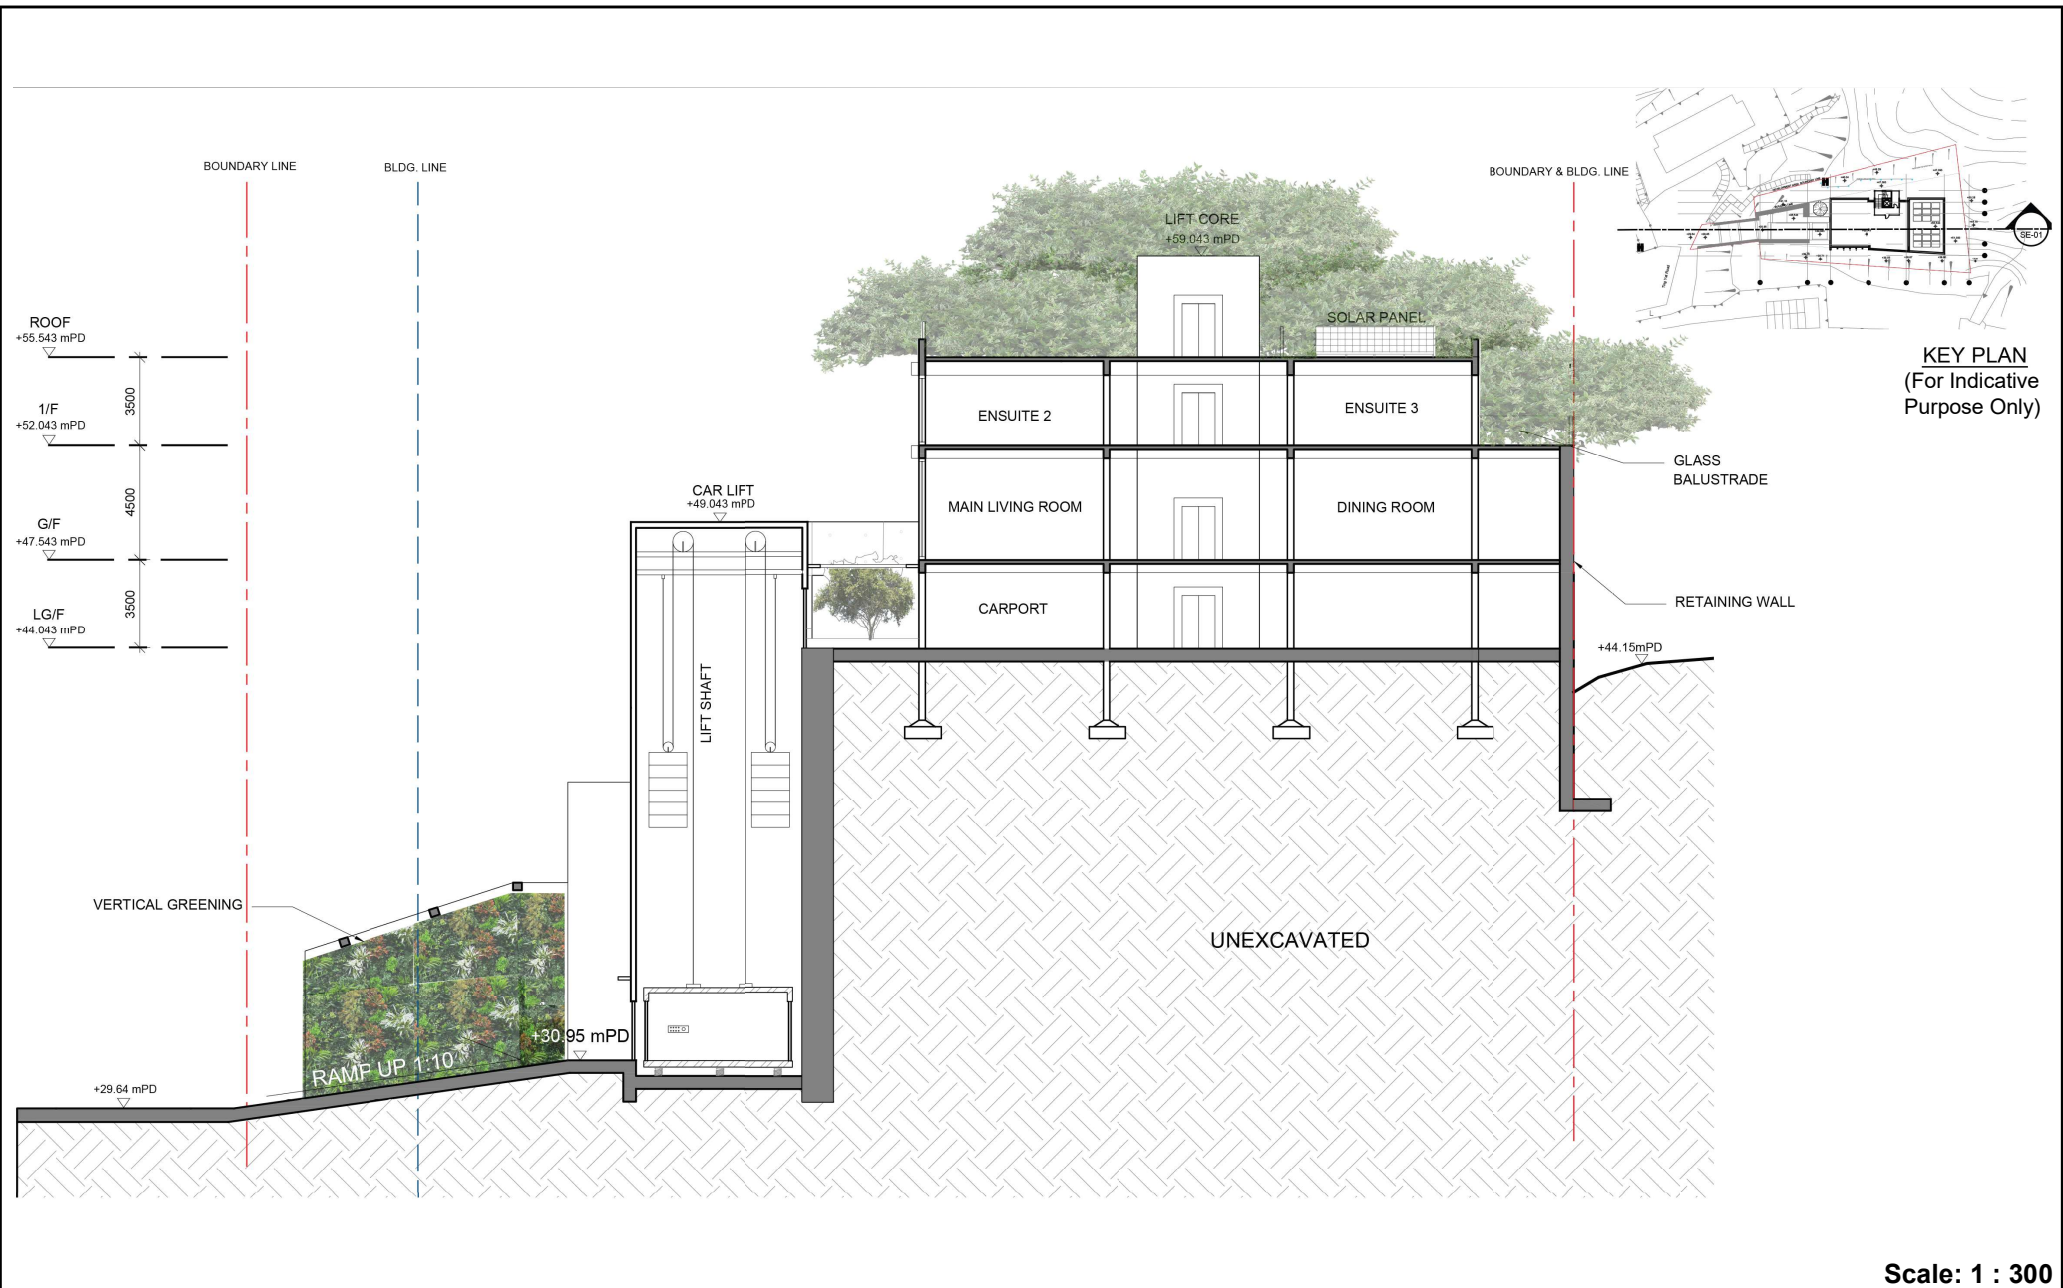 BOUNDARY LINE
BLDG. LINE
BOUNDARY & BLDG. LINE
LIFT CORE
+59.043 mPD
SE-01
ROOF
+55.543 mPD
SOLAR PANEL
KEY PLAN
(For Indicative
Purpose Only)
3500
1/F
+52.043 mPD
ENSUITE 2
ENSUITE 3
GLASS
BALUSTRADE
CAR LIFT
+49.043 mPD
4500
MAIN LIVING ROOM
DINING ROOM
G/F
+47.543 mPD
3500
CARPORT
RETAINING WALL
LG/F
+44.043 mPD
+44.15mPD
LIFT SHAFT
VERTICAL GREENING
UNEXCAVATED
+30.95 mPD
RAMP UP 1:10
+29.64 mPD
Scale: 1 : 300